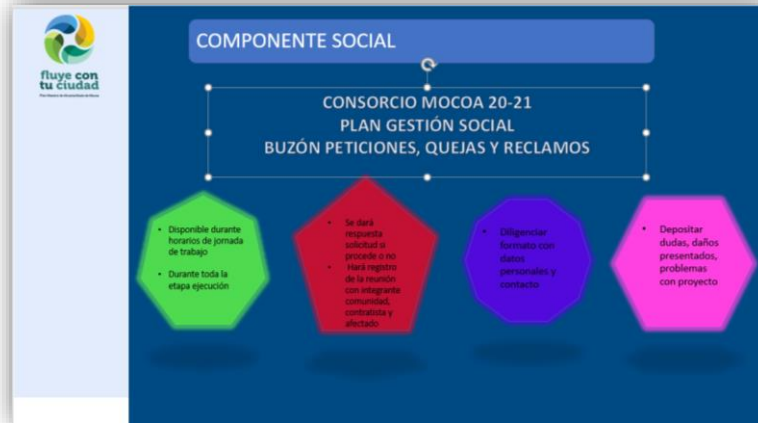 fluye con
tu ciudad
COMPONENTE SOCIAL
CONSORCIO MOCOA 20-21
PLAN GESTIÓN SOCIAL
BUZÓN PETICIONES, QUEJAS Y RECLAMOS
• Disponible durante
horarios de jornada
de trabajo
• Durante toda la
etapa ejecución
• Se dará
respuesta
solicitud si
procede o no
• Hará registro
de la reunión
con integrante
comunidad,
contratista y
afectado
• Diligenciar
formato con
datos
personales y
contacto
• Depositar
dudas, daños
presentados,
problemas
con proyecto